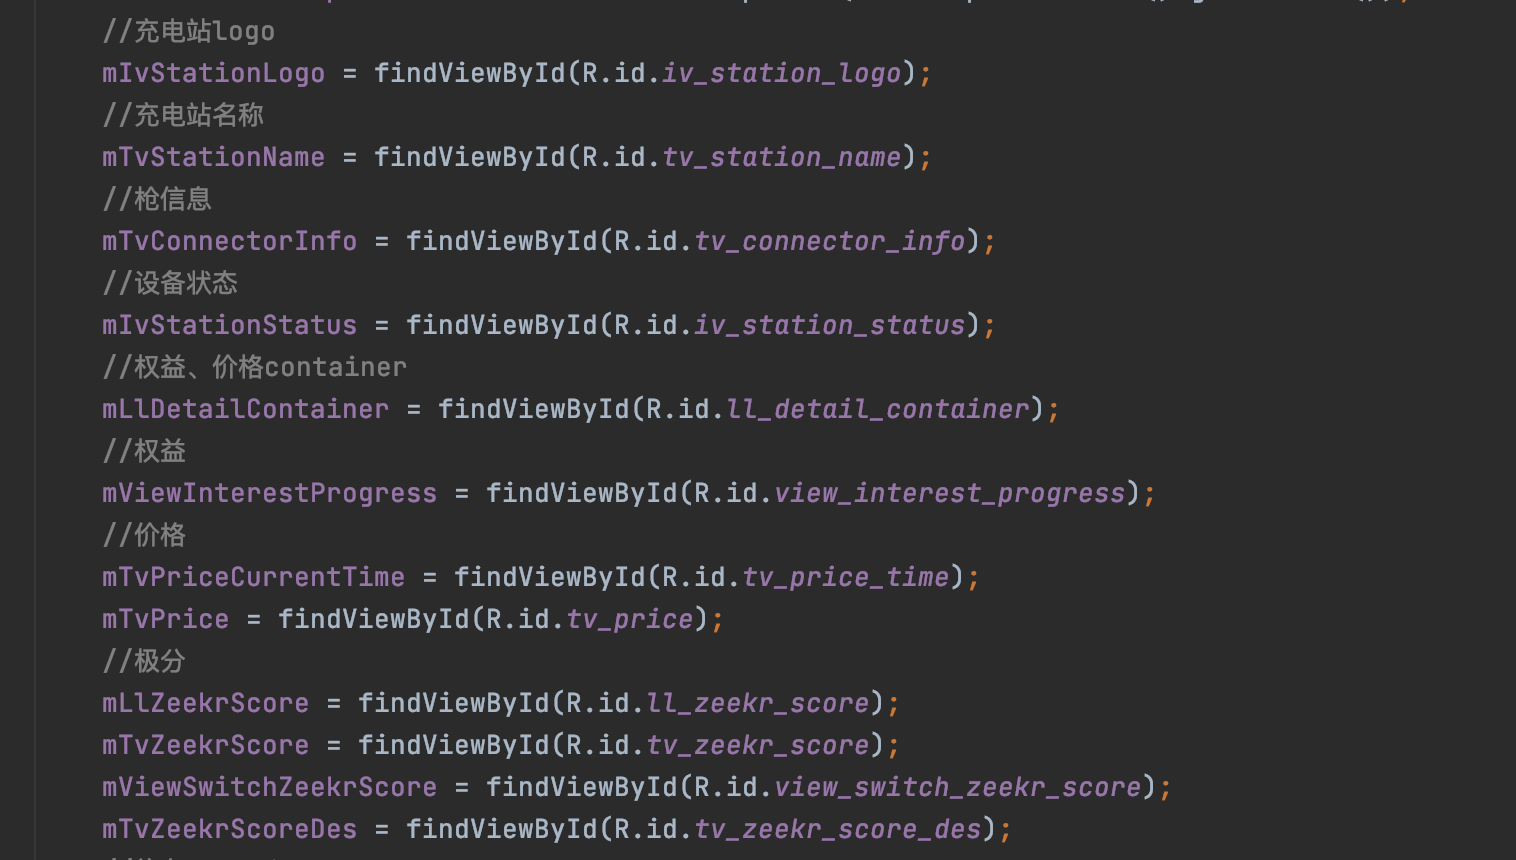 //充电站logo
mIvStationLogo = findViewById(R.id.iv_station_logo);
//充电站名称
mTvStationName = findViewById(R.id.tv_station_name);
//枪信息
mTvConnectorInfo = findViewById(R.id.tv_connector_info);
//设备状态
mIvStationStatus = findViewById(R.id.iv_station_status);
//权益、价格container
mLlDetailContainer = findViewById(R.id.ll_detail_container);
//权益
mViewInterestProgress = findViewById(R.id.view_interest_progress);
//价格
mTvPriceCurrentTime = findViewById(R.id.tv_price_time);
mTvPrice = findViewById(R.id.tv_price);
//极分
mLlZeekrScore = findViewById(R.id.ll_zeekr_score);
mTvZeekrScore = findViewById(R.id.tv_zeekr_score);
mViewSwitchZeekrScore = findViewById(R.id.view_switch_zeekr_score);
mTvZeekrScoreDes = findViewById(R.id.tv_zeekr_score_des);